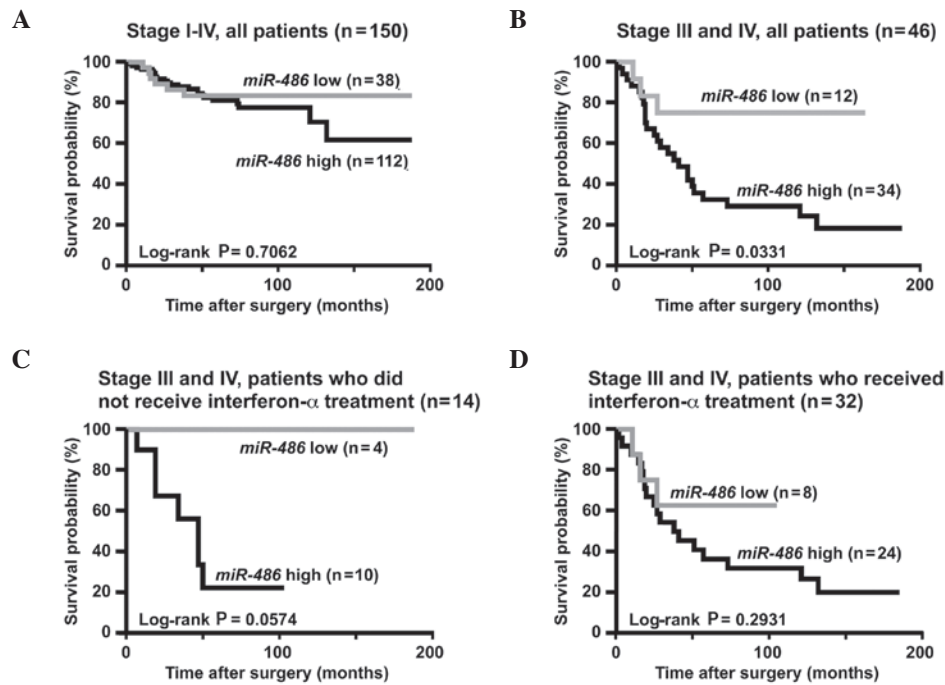 A
Stage I-IV, all patients (n=150)
Survival probability (%)
100
80
60
40
20
0
miR-486 low (n=38)
miR-486 high (n=112)
Log-rank P= 0.7062
0
100
200
Time after surgery (months)
B
Stage III and IV, all patients (n=46)
Survival probability (%)
100
80
60
40
20
0
miR-486 low (n=12)
miR-486 high (n=34)
Log-rank P = 0.0331
0
100
200
Time after surgery (months)
C
Stage III and IV, patients who did
not receive interferon-α treatment (n=14)
Survival probability (%)
100
80
60
40
20
0
miR-486 low (n=4)
miR-486 high (n=10)
Log-rank P = 0.0574
0
100
200
Time after surgery (months)
D
Stage III and IV, patients who received
interferon-α treatment (n=32)
Survival probability (%)
100
80
60
40
20
0
miR-486 low (n=8)
miR-486 high (n=24)
Log-rank P = 0.2931
0
100
200
Time after surgery (months)